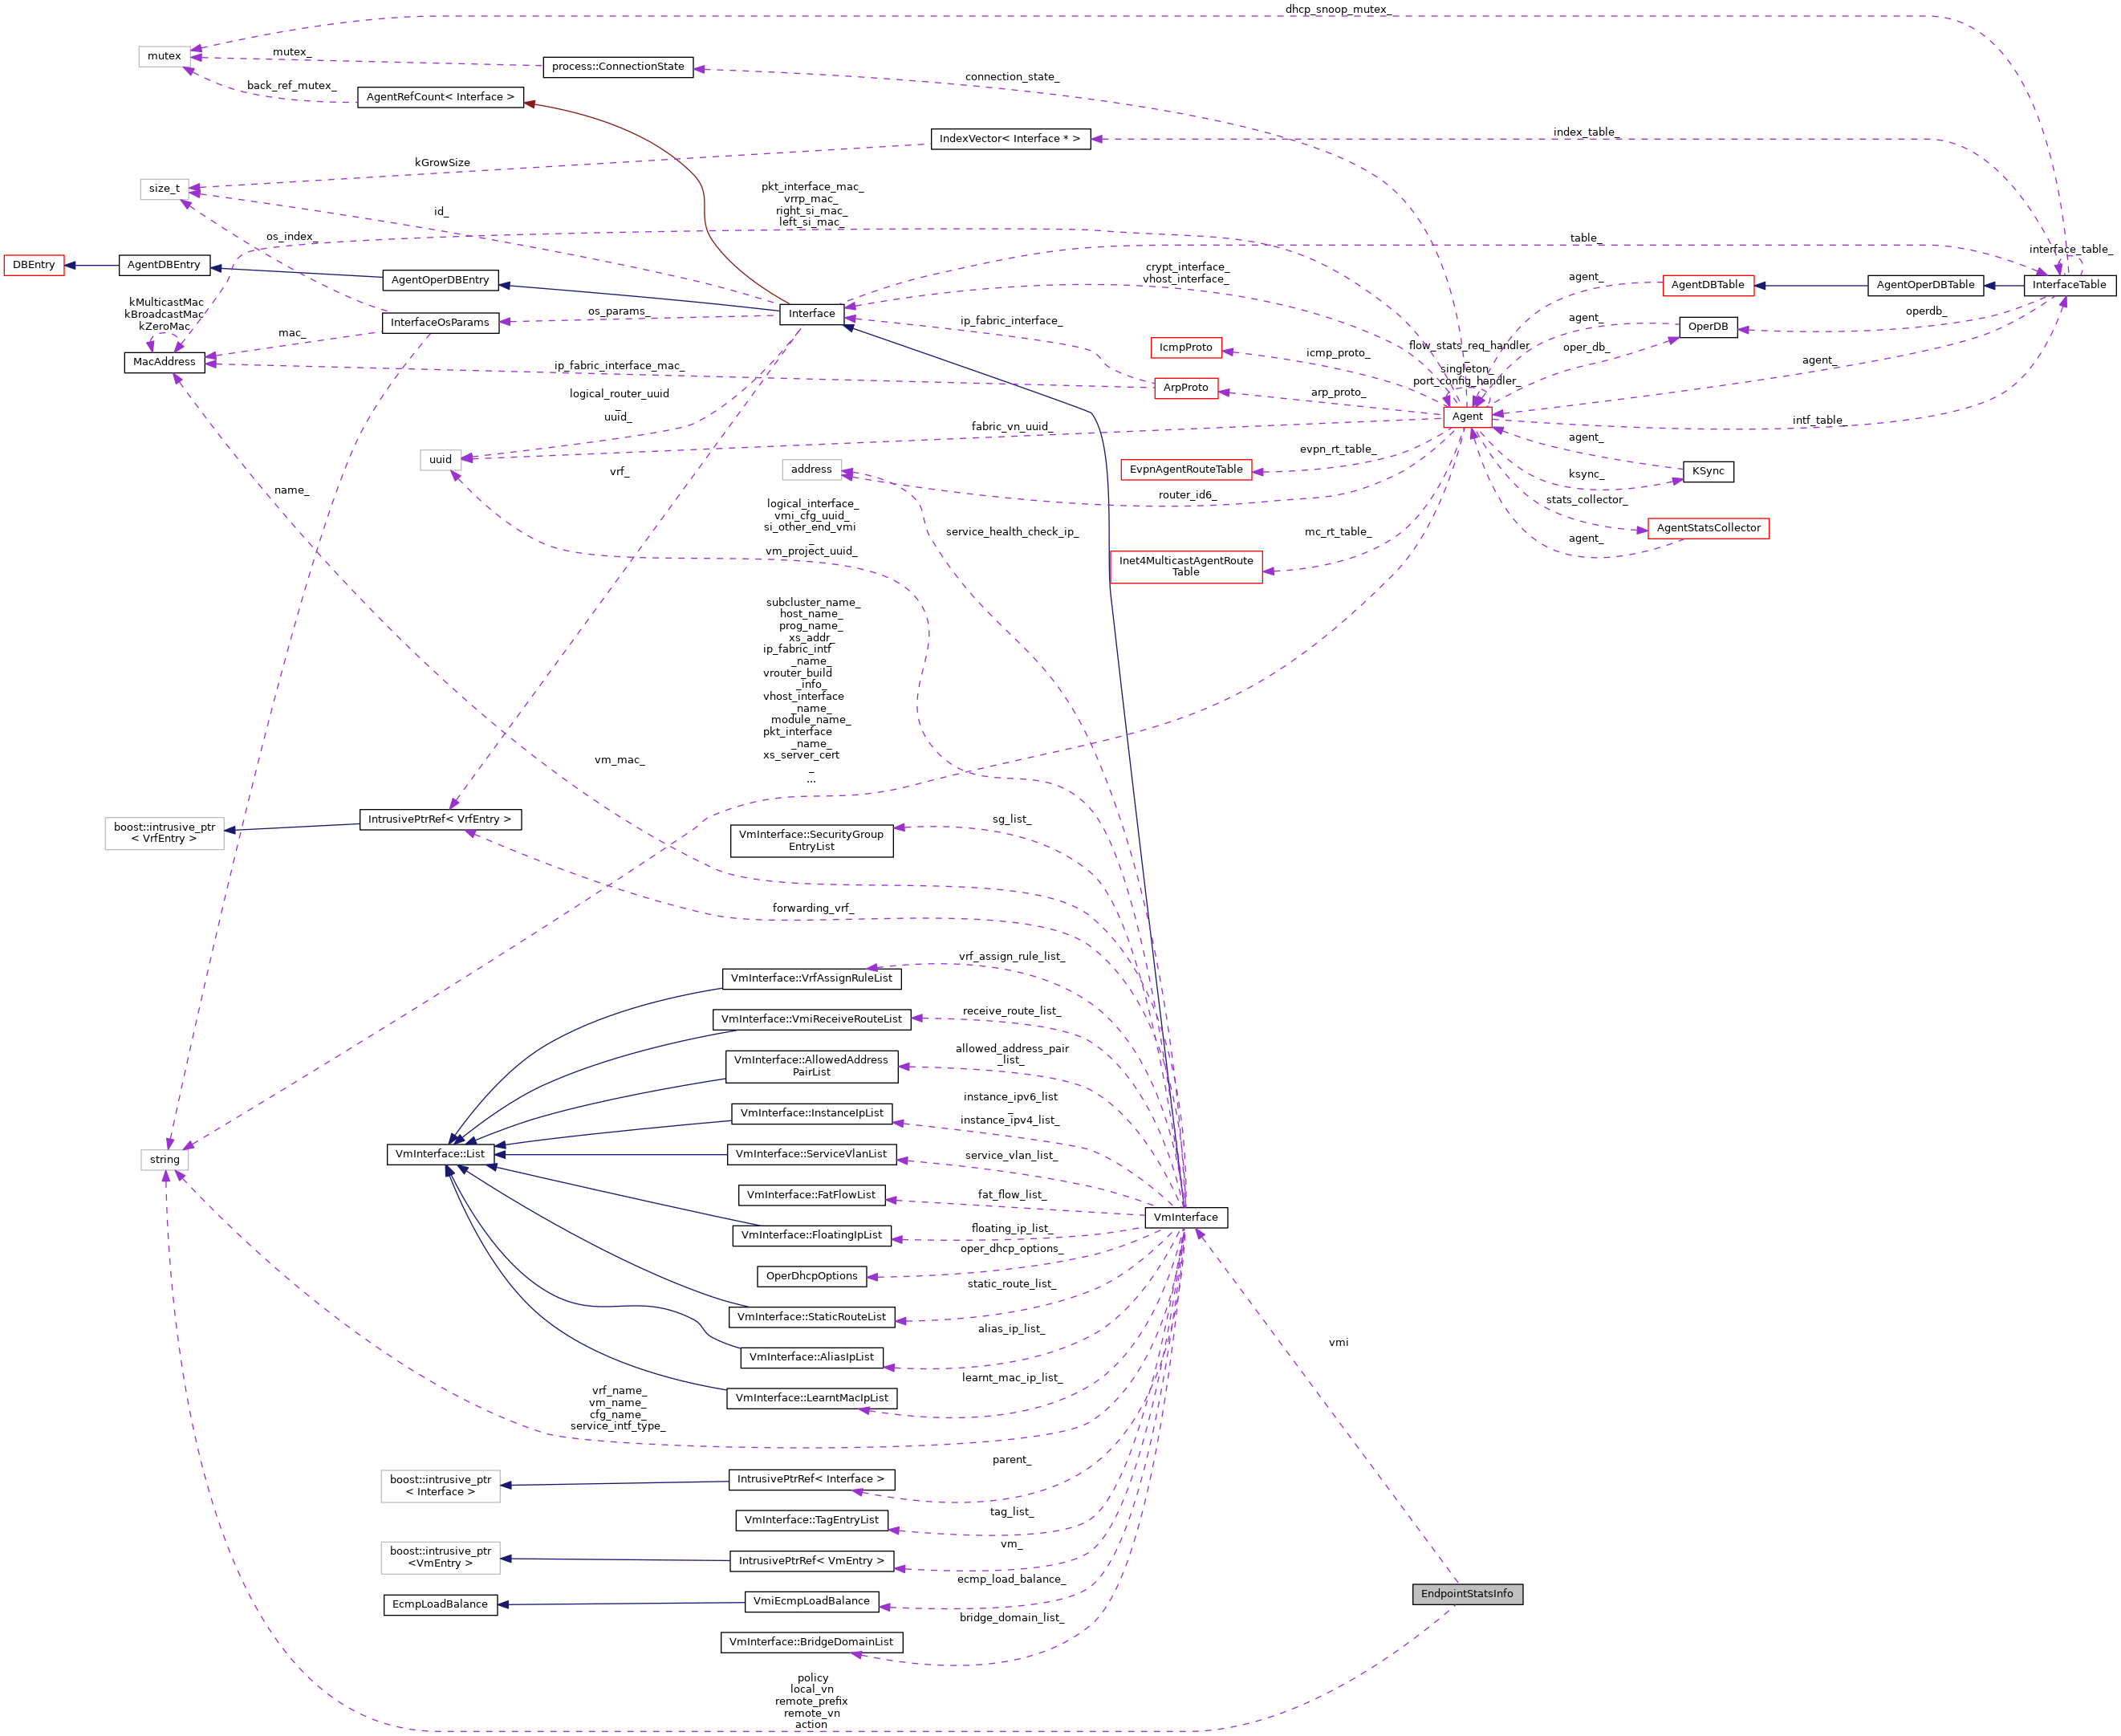 dhcp_snoop_mutex_
mutex
mutex_
process::ConnectionState
connection_state_
back_ref_mutex_
AgentRefCount< Interface >
index_table_
IndexVector< Interface * >
kGrowSize
size_t
pkt_interface_mac_
vrrp_mac_
right_si_mac_
left_si_mac_
id_
os_index_
table_
interface_table_
DBEntry
AgentDBEntry
AgentOperDBEntry
crypt_interface_
vhost_interface_
agent_
AgentDBTable
AgentOperDBTable
InterfaceTable
kMulticastMac
kBroadcastMac
kZeroMac
InterfaceOsParams
os_params_
Interface
ip_fabric_interface_
agent_
OperDB
operdb_
mac_
MacAddress
IcmpProto
icmp_proto_
flow_stats_req_handler
_
singleton_
port_config_handler_
oper_db_
agent_
ip_fabric_interface_mac_
ArpProto
arp_proto_
logical_router_uuid
_
uuid_
fabric_vn_uuid_
Agent
intf_table_
agent_
uuid
address
vrf_
EvpnAgentRouteTable
evpn_rt_table_
KSync
ksync_
name_
router_id6_
stats_collector_
logical_interface_
vmi_cfg_uuid_
si_other_end_vmi
_
vm_project_uuid_
service_health_check_ip_
mc_rt_table_
AgentStatsCollector
agent_
Inet4MulticastAgentRoute
Table
subcluster_name_
host_name_
prog_name_
xs_addr_
ip_fabric_intf
_name_
vrouter_build
_info_
vhost_interface
_name_
module_name_
pkt_interface
_name_
xs_server_cert
_
...
vm_mac_
boost::intrusive_ptr
< VrfEntry >
IntrusivePtrRef< VrfEntry >
VmInterface::SecurityGroup
EntryList
sg_list_
forwarding_vrf_
vrf_assign_rule_list_
VmInterface::VrfAssignRuleList
receive_route_list_
VmInterface::VmiReceiveRouteList
allowed_address_pair
_list_
VmInterface::AllowedAddress
PairList
instance_ipv6_list
_
instance_ipv4_list_
VmInterface::InstanceIpList
string
VmInterface::List
VmInterface::ServiceVlanList
service_vlan_list_
VmInterface::FatFlowList
fat_flow_list_
VmInterface
VmInterface::FloatingIpList
floating_ip_list_
oper_dhcp_options_
OperDhcpOptions
static_route_list_
VmInterface::StaticRouteList
alias_ip_list_
VmInterface::AliasIpList
vmi
learnt_mac_ip_list_
VmInterface::LearntMacIpList
vrf_name_
vm_name_
cfg_name_
service_intf_type_
parent_
boost::intrusive_ptr
< Interface >
IntrusivePtrRef< Interface >
VmInterface::TagEntryList
tag_list_
vm_
boost::intrusive_ptr
<VmEntry >
IntrusivePtrRef< VmEntry >
ecmp_load_balance_
EcmpLoadBalance
VmiEcmpLoadBalance
EndpointStatsInfo
bridge_domain_list_
VmInterface::BridgeDomainList
policy
local_vn
remote_prefix
remote_vn
action